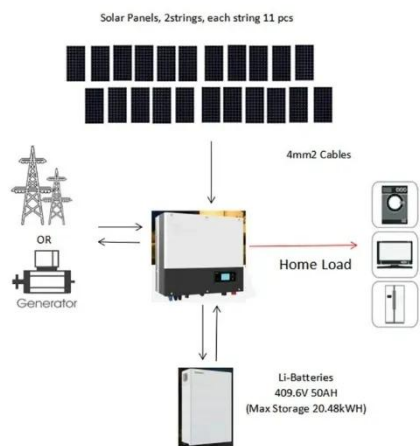 Solar Panels, 2strings, each string 11 pcs
4mm2 Cables
OR
Generator
Home Load
Li-Batteries
409.6V 50AH
(Max Storage 20.48kWH)